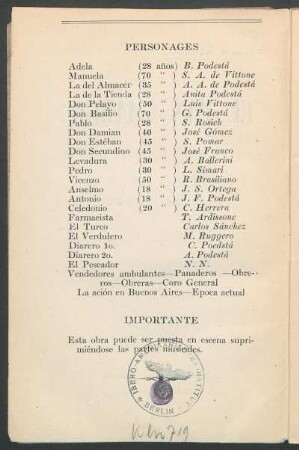 PERSONAGES
Adela (28 años) B. Podestá
Manuela (70 " ) S. A. de Vittone
La del Almacén (35 " ) A. A. de Podestá
La de la Tienda (28 " ) Anita Podestá
Don Pelayo (50 " ) Luis Vittone
Don Basilio (70 " ) G. Podestá
Pablo (28 " ) S. Rosich
Don Damian (40 " ) José Gómez
Don Estéban (45 " ) S. Pomar
Don Secundino (45 " ) José Franco
Levadura (30 " ) A. Ballerini
Pedro (30 " ) L. Simari
Vicenzo (50 " ) R. Brasiliano
Anselmo (18 " ) J. S. Ortega
Antonio (18 " ) J. F. Podestá
Celedonio (20 " ) C. Herrera
Farmacista T. Ardissone
El Turco Carlos Sánchez
El Verdulero M. Ruggero
Diarero 1o. C. Poedstá
Diarero 2o. A. Podestá
El Pescador N. N.
Vendedores ambulantes—Panaderos —Obre-
ros—Obreras—Coro General
La ación en Buenos Aires—Epoca actual
IMPORTANTE
Esta obra puede ser puesta en escena supri-
miéndose las partes musicales.
IBERO-
BERLIN